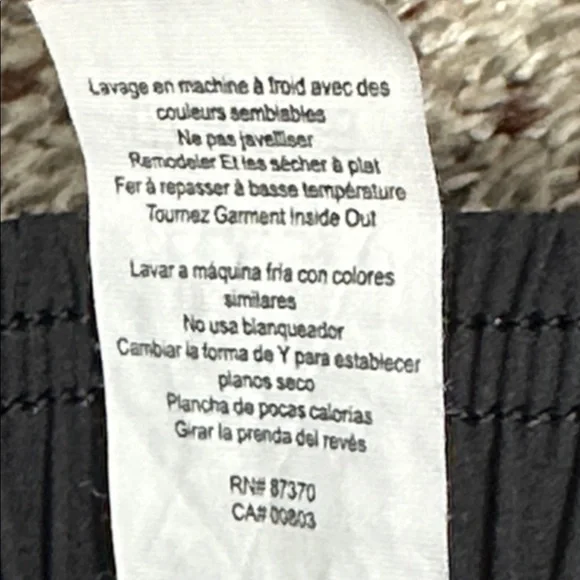 Lavage en machine à froid avec des
couleurs semblables
Ne pas javelliser
Remodeler Et les sécher à plat
Fer à repasser à basse température
Tournez Garment Inside Out
Lavar a máquina fria con colores
similares
No usa blanqueador
Cambiar la forma de Y para establecer
planos seco
Plancha de pocas calorias
Girar la prenda del revés
RN# 87370
CA# 00803